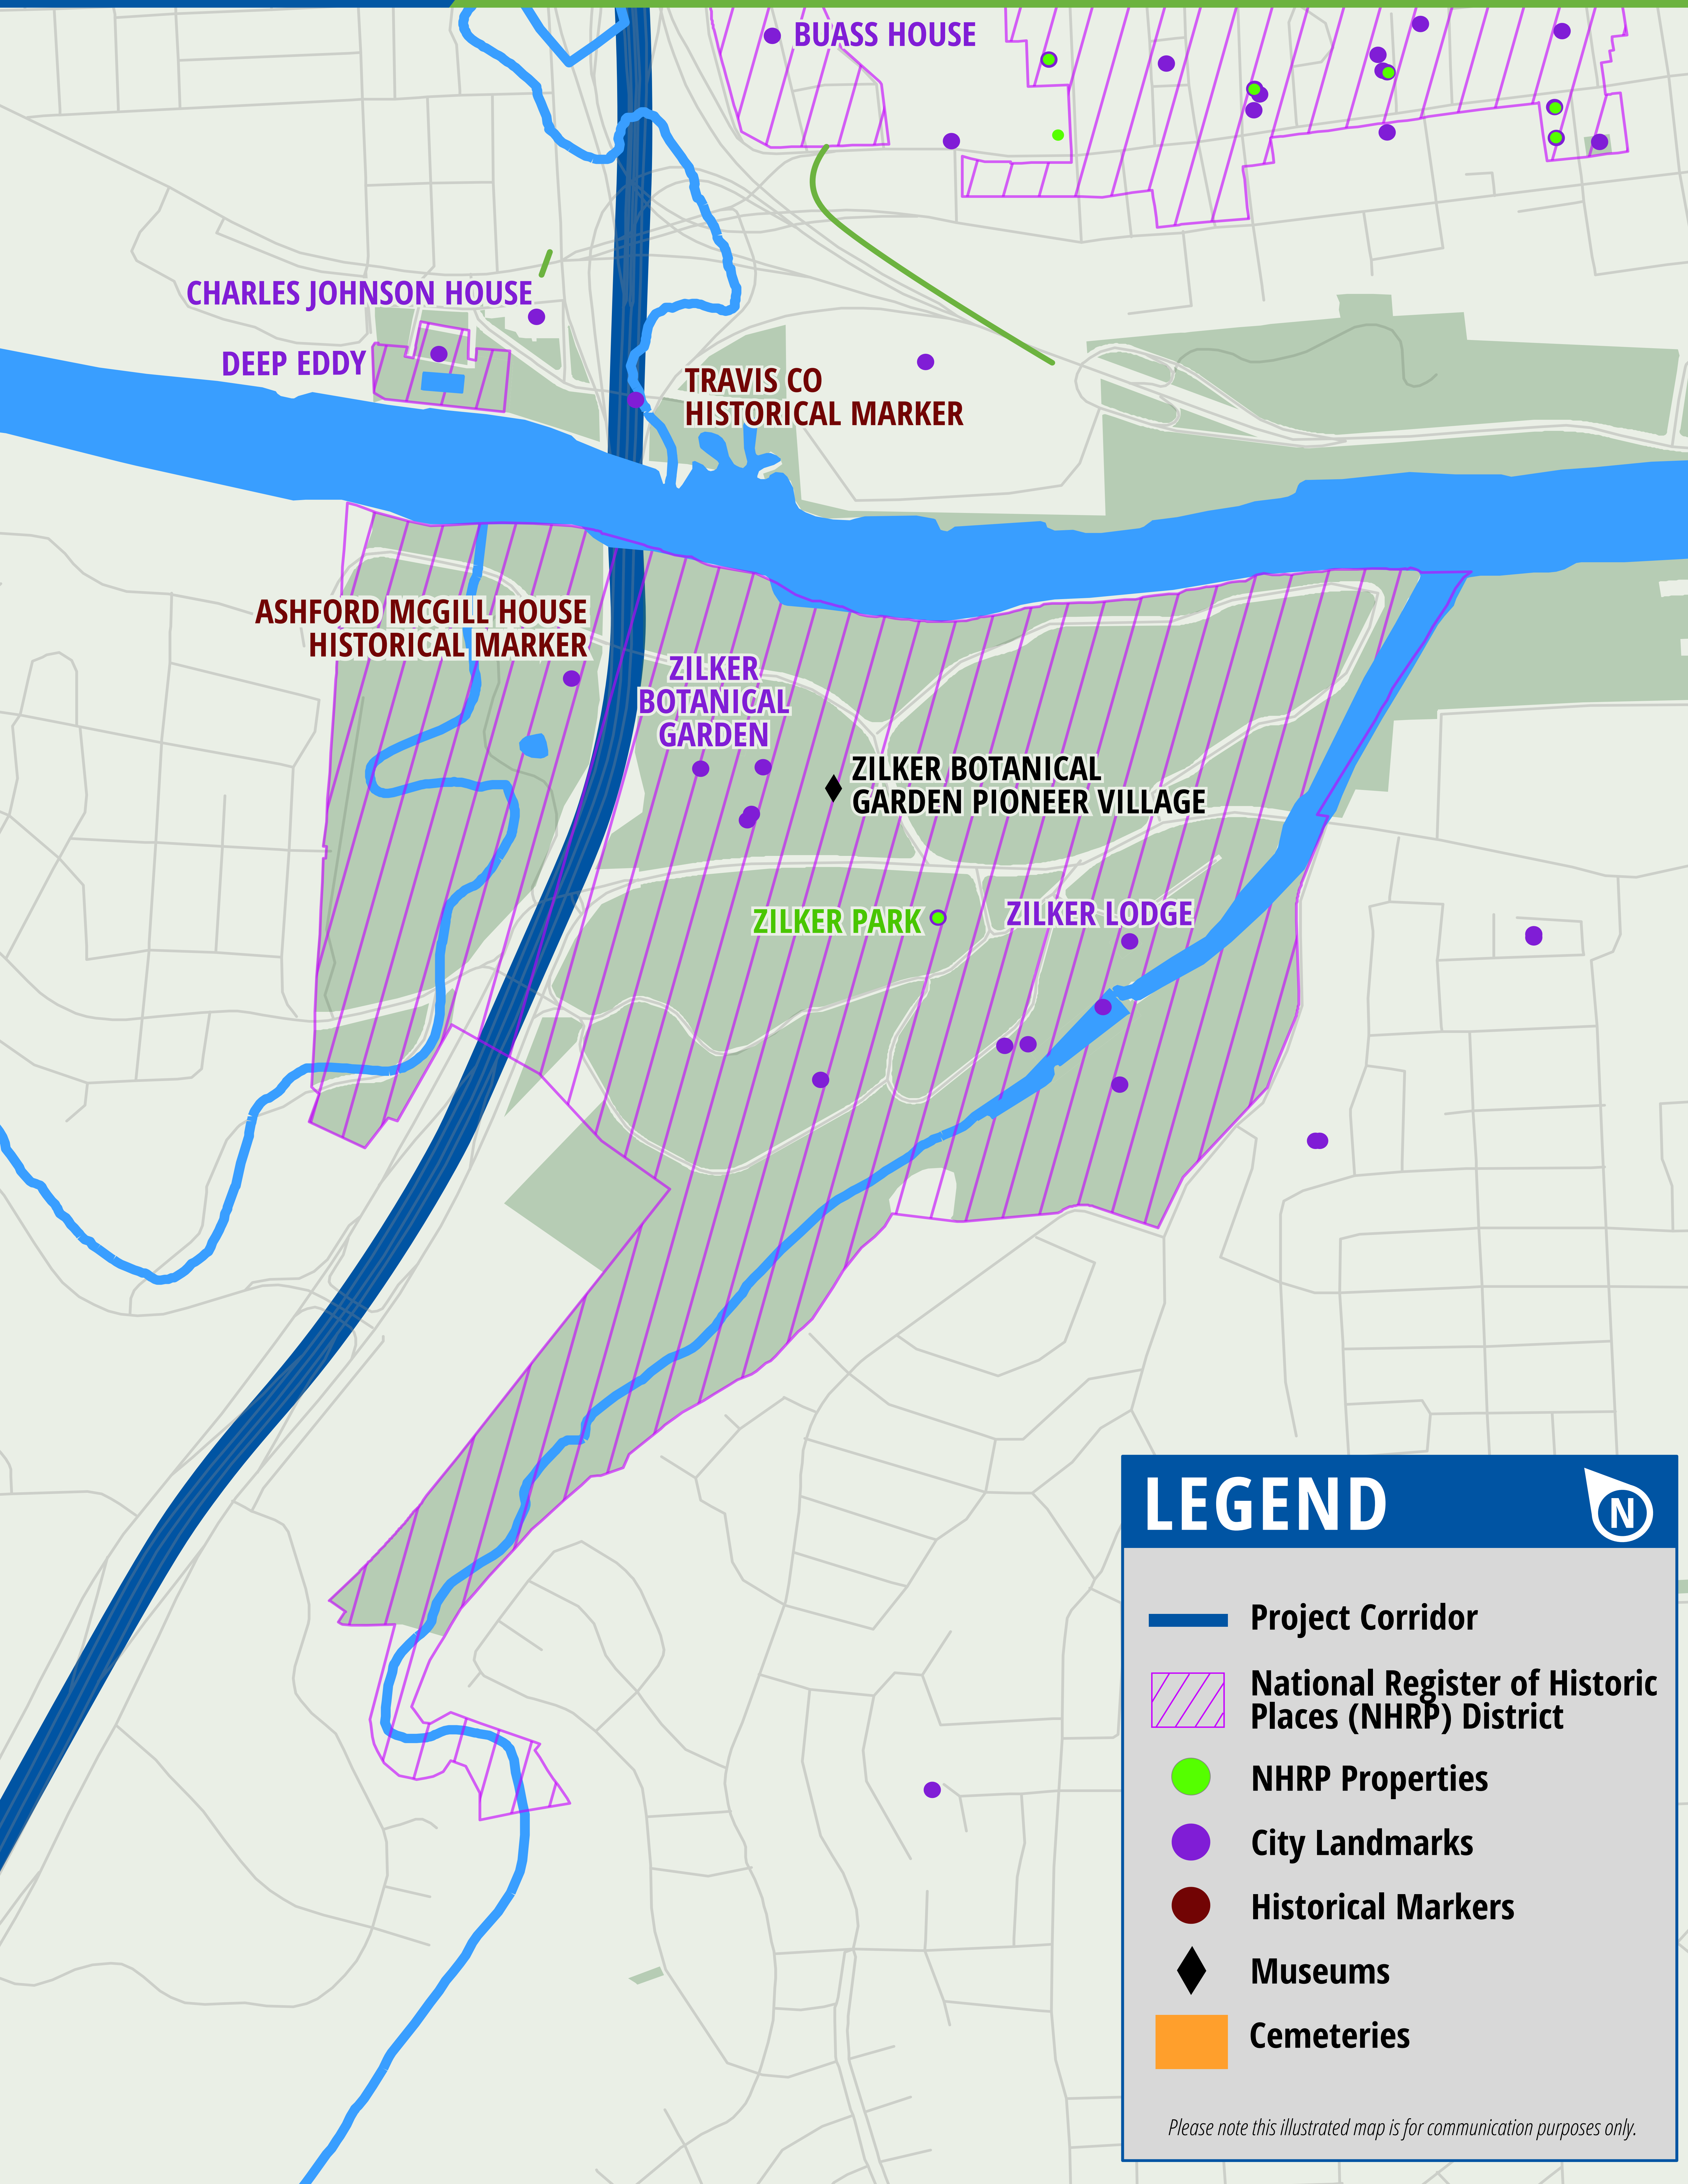 BUASS HOUSE
CHARLES JOHNSON HOUSE
DEEP EDDY
TRAVIS CO
HISTORICAL MARKER
ASHFORD MCGILL HOUSE
HISTORICAL MARKER
ZILKER
BOTANICAL
GARDEN
ZILKER BOTANICAL
GARDEN PIONEER VILLAGE
ZILKER PARK
ZILKER LODGE
LEGEND
N
Project Corridor
National Register of Historic
Places (NHRP) District
NHRP Properties
City Landmarks
Historical Markers
Museums
Cemeteries
Please note this illustrated map is for communication purposes only.